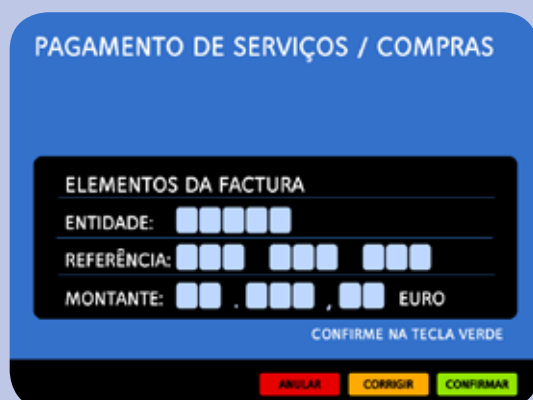 PAGAMENTO DE SERVIÇOS / COMPRAS
ELEMENTOS DA FACTURA
ENTIDADE:
REFERÊNCIA:
MONTANTE: . , EURO
CONFIRME NA TECLA VERDE
ANULAR CORRIGIR CONFIRMAR